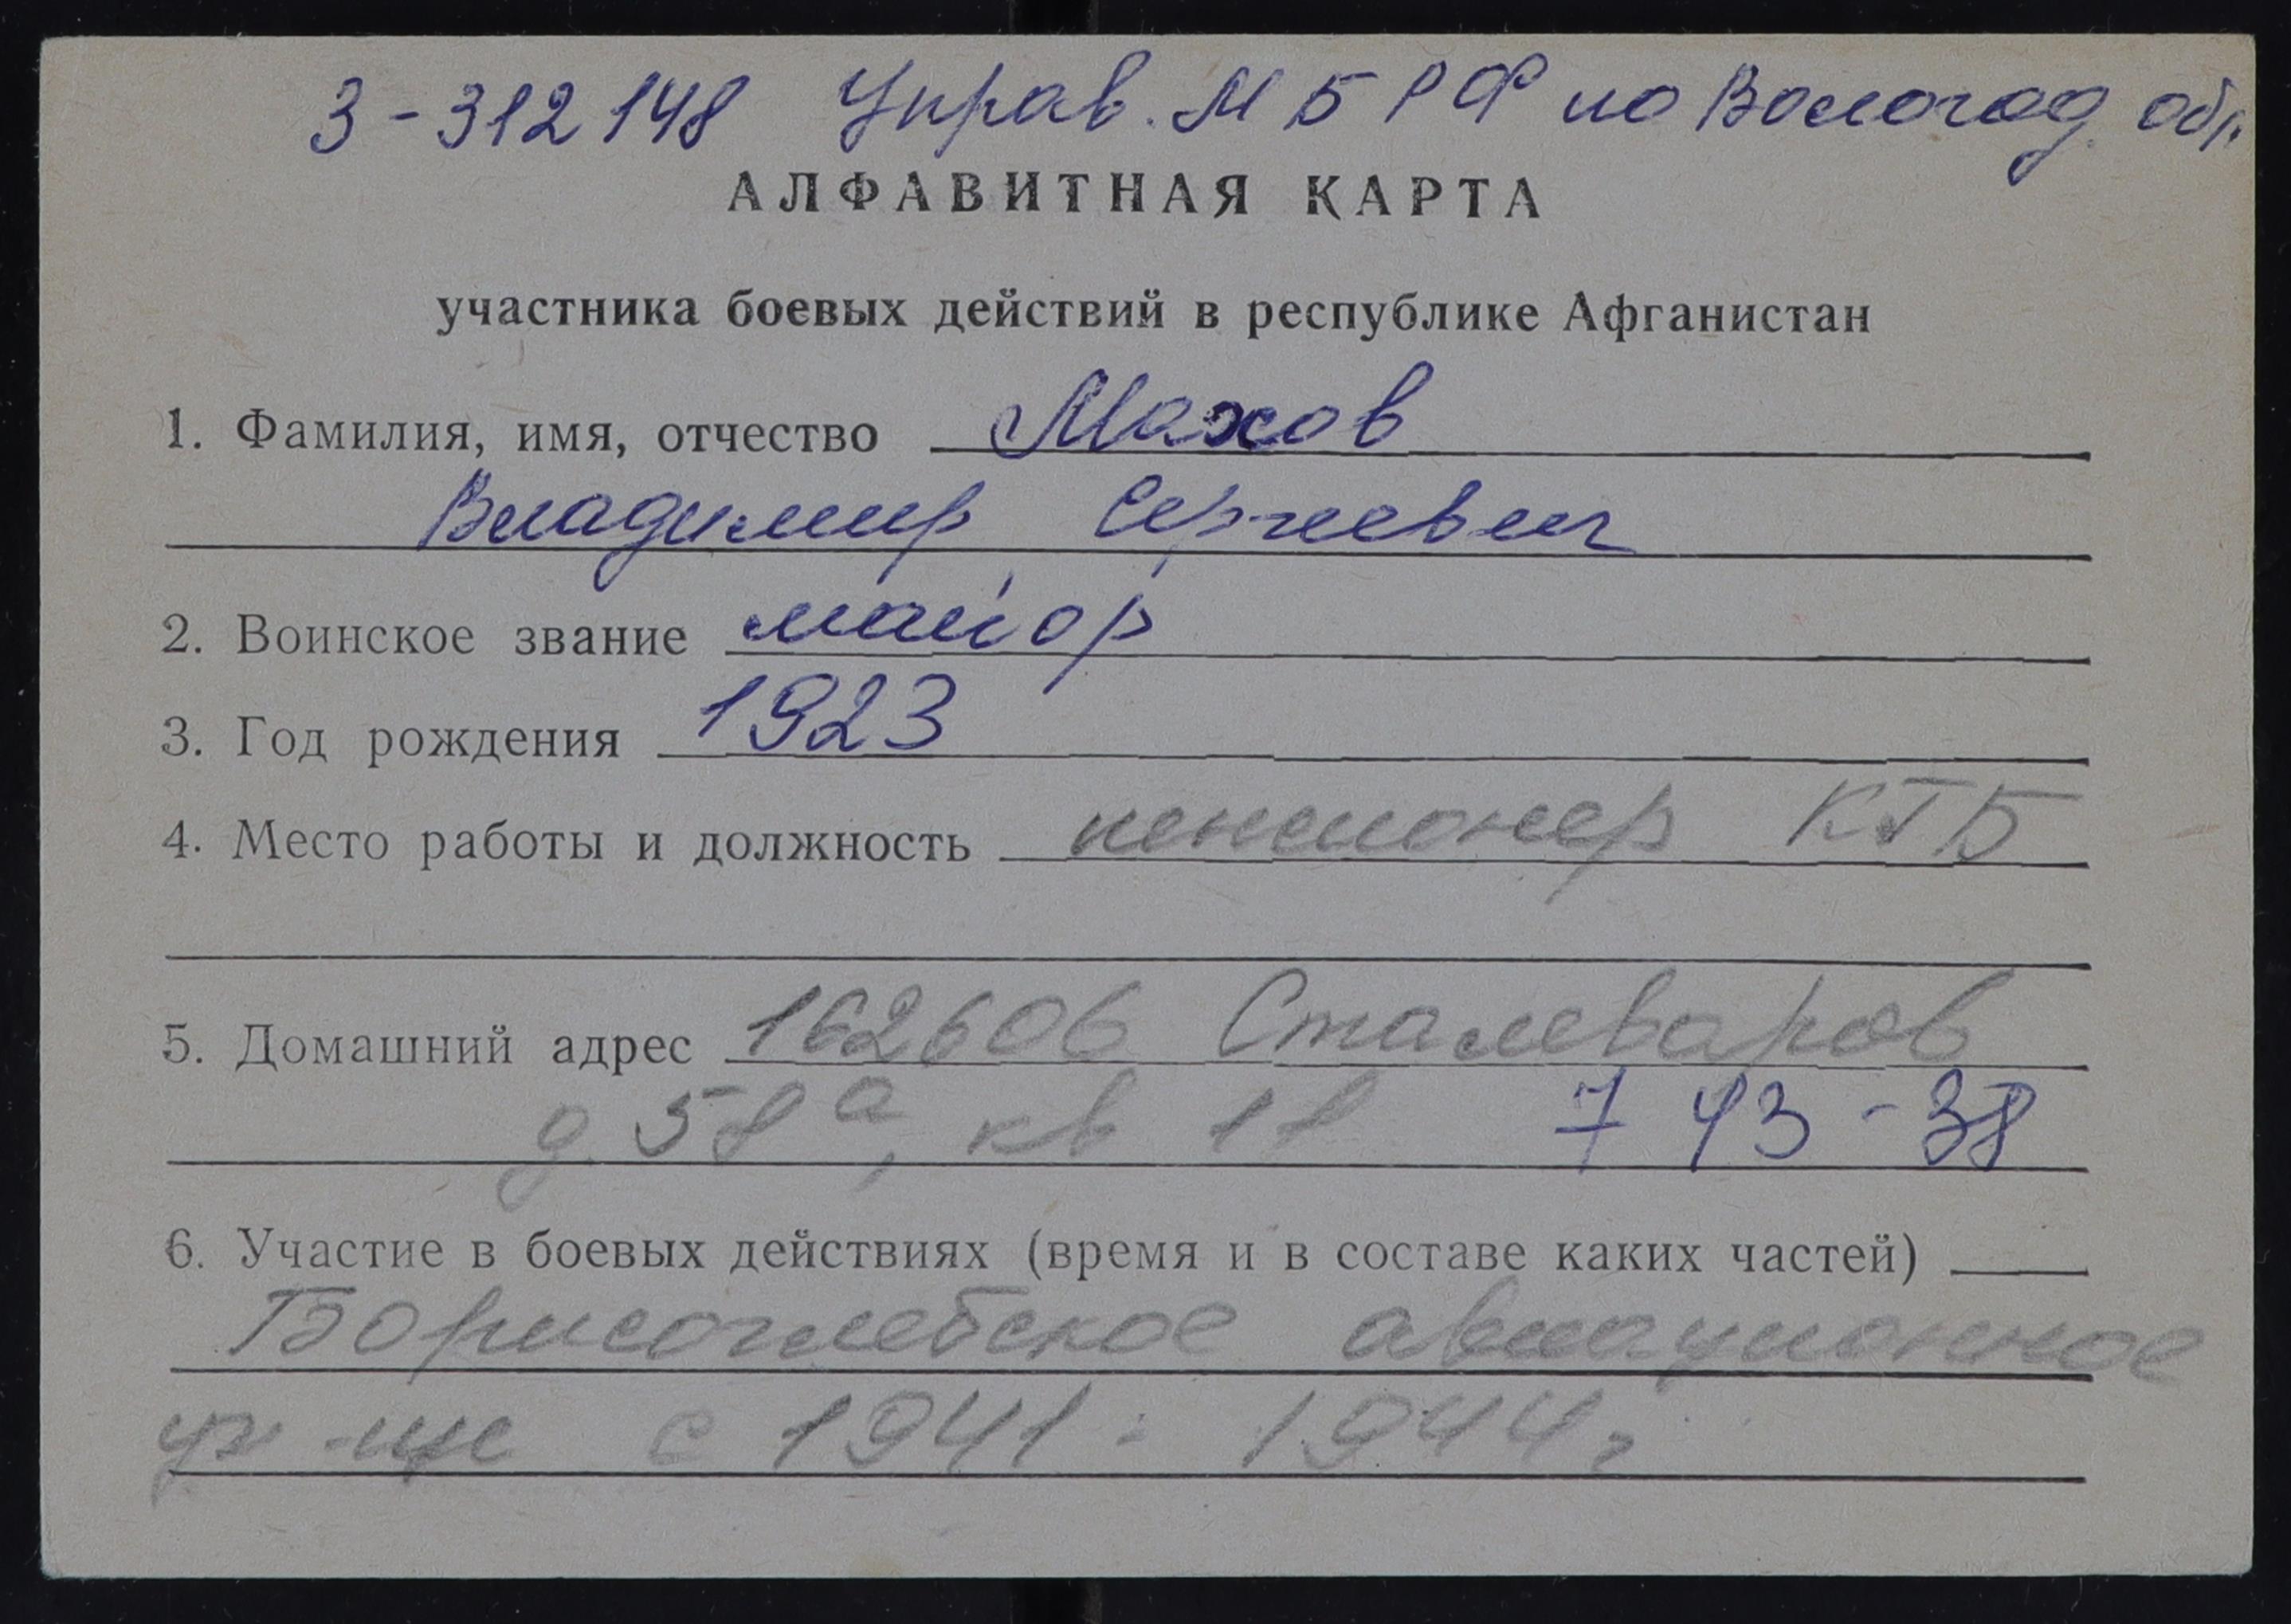 3-312148 Управ. МБ РФ по Вологод. обл.
АЛФАВИТНАЯ КАРТА
участника боевых действий в республике Афганистан
1. Фамилия, имя, отчество Махов
Владимир Сергеевич
2. Воинское звание майор
3. Год рождения 1923
4. Место работы и должность пенсионер КГБ
5. Домашний адрес 162606 Сталеваров
д. 58а, кв 18 7 43-38
6. Участие в боевых действиях (время и в составе каких частей)
Борисоглебское авиационное
уч-ще с 1941 - 1944г